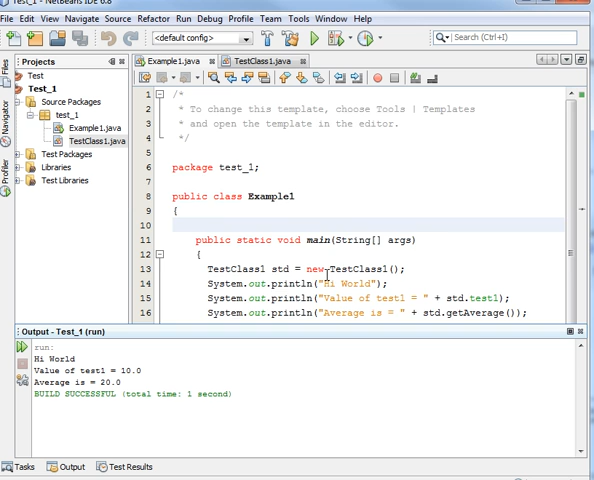 Test_1 - NetBeans IDE 6.8
Edit View Navigate Source Refactor Run Debug Profile Team Tools Window Help
<default config> Search (Ctrl+I)
Projects
Example1.java TestClass1.java
Files
Navigator
Profiler
Test
Test_1
Source Packages
test_1
Example1.java
TestClass1.java
Test Packages
Libraries
Test Libraries
1 /*
2 * To change this template, choose Tools | Templates
3 * and open the template in the editor.
4 */
5
6 package test_1;
7
8 public class Example1
9 {
10
11 public static void main(String[] args)
12 {
13 TestClass1 std = new TestClass1();
14 System.out.println("Hi World");
15 System.out.println("Value of test1 = " + std.test1);
16 System.out.println("Average is = " + std.getAverage());
Output - Test_1 (run)
run:
Hi World
Value of test1 = 10.0
Average is = 20.0
BUILD SUCCESSFUL (total time: 1 second)
Tasks Output Test Results